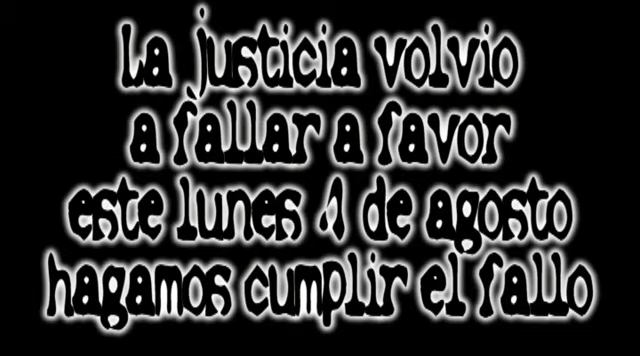 La justicia volvio
a fallar a favor
este lunes 4 de agosto
hagamos cumplir el fallo